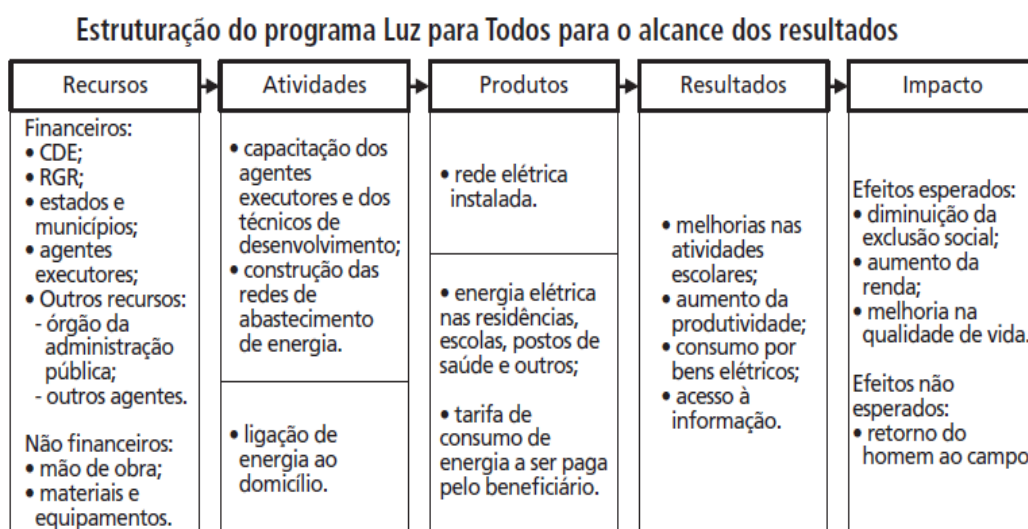 Estruturação do programa Luz para Todos para o alcance dos resultados
Recursos
Financeiros:
• CDE;
• RGR;
• estados e
municípios;
• agentes
executores;
• Outros recursos:
- órgão da
administração
pública;
- outros agentes.
Não financeiros:
• mão de obra;
• materiais e
equipamentos.
Atividades
• capacitação dos
agentes
executores e dos
técnicos de
desenvolvimento;
• construção das
redes de
abastecimento
de energia.
• ligação de
energia ao
domicílio.
Produtos
• rede elétrica
instalada.
• energia elétrica
nas residências,
escolas, postos de
saúde e outros;
• tarifa de
consumo de
energia a ser paga
pelo beneficiário.
Resultados
• melhorias nas
atividades
escolares;
• aumento da
produtividade;
• consumo por
bens elétricos;
• acesso à
informação.
Impacto
Efeitos esperados:
• diminuição da
exclusão social;
• aumento da
renda;
• melhoria na
qualidade de vida.
Efeitos não
esperados:
• retorno do
homem ao campo